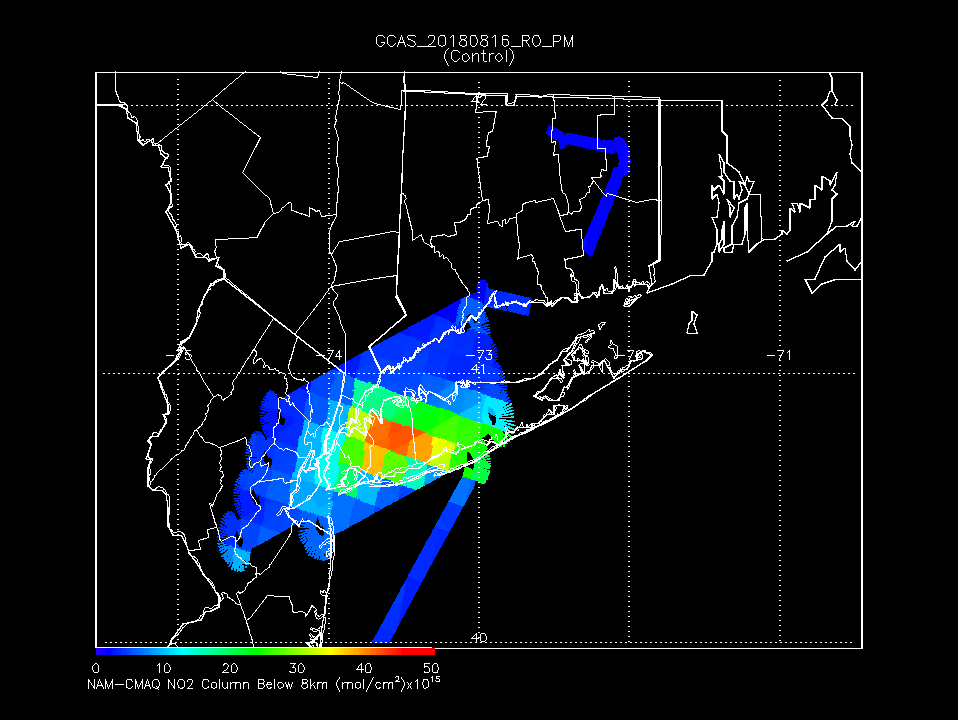 GCAS_20180816_R0_PM
(Control)
42
-75 -74 -73 -72 -71
41
40
0 10 20 30 40 50
NAM-CMAQ NO2 Column Below 8km (mol/cm²)x10¹⁵